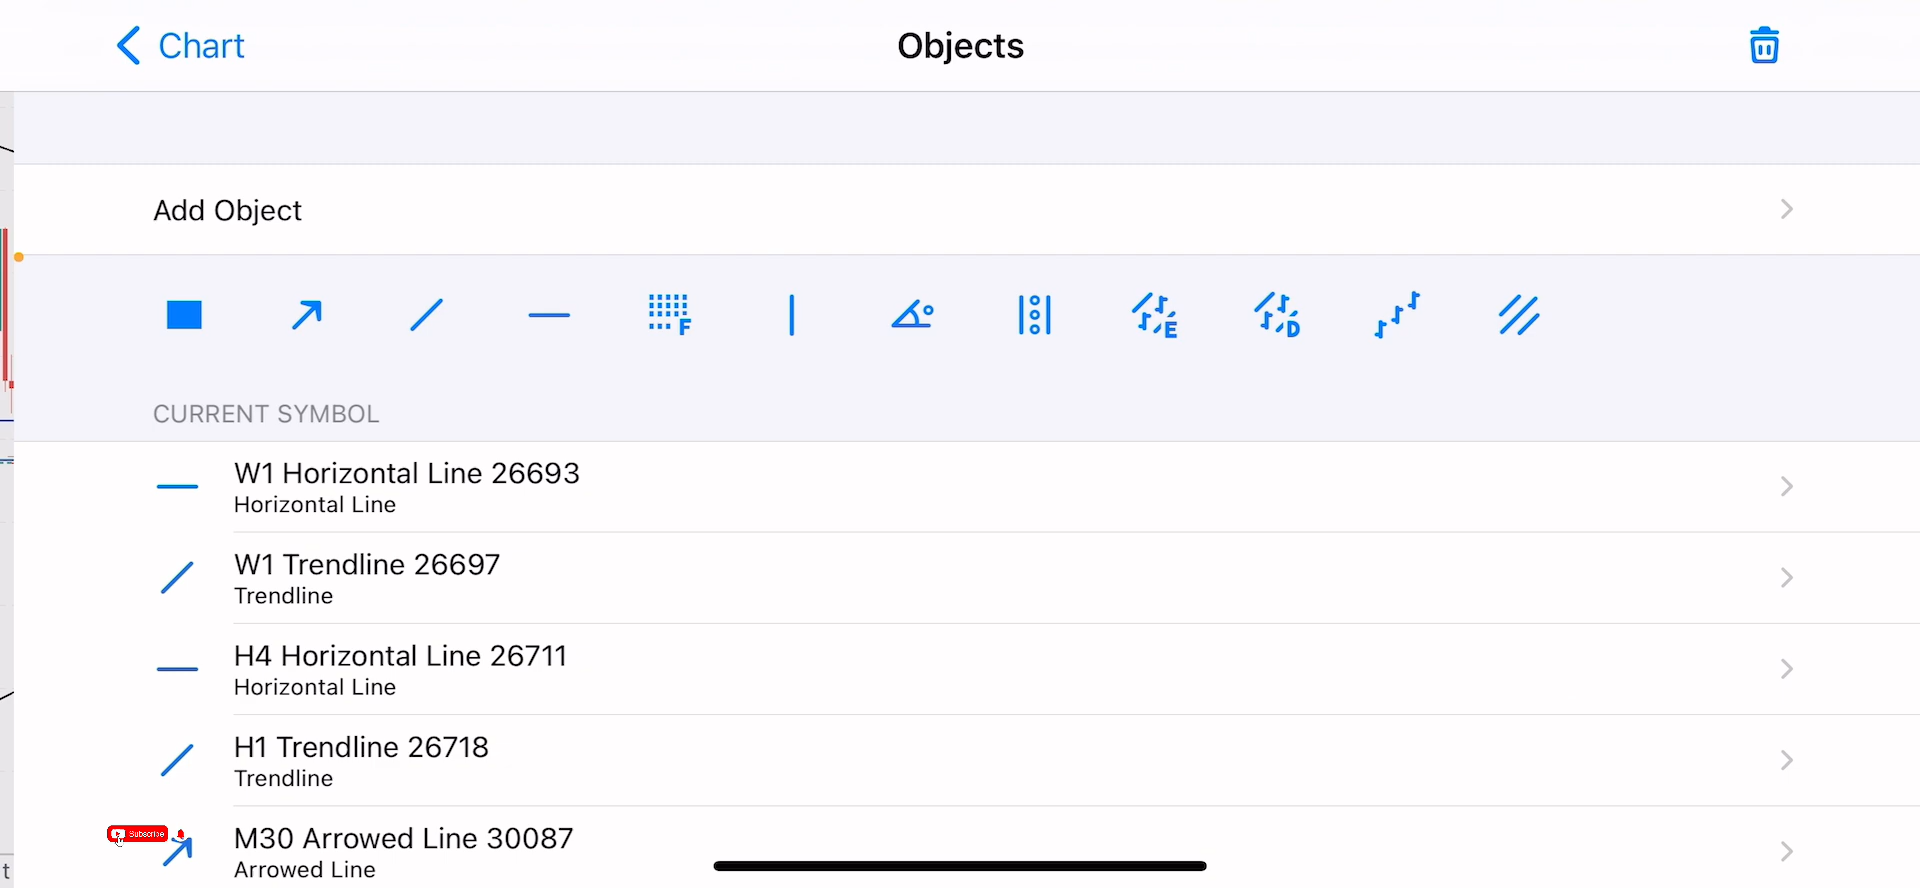 Chart
Objects
Add Object
F
E
D
CURRENT SYMBOL
W1 Horizontal Line 26693
Horizontal Line
W1 Trendline 26697
Trendline
H4 Horizontal Line 26711
Horizontal Line
H1 Trendline 26718
Trendline
Subscribe
M30 Arrowed Line 30087
Arrowed Line
t